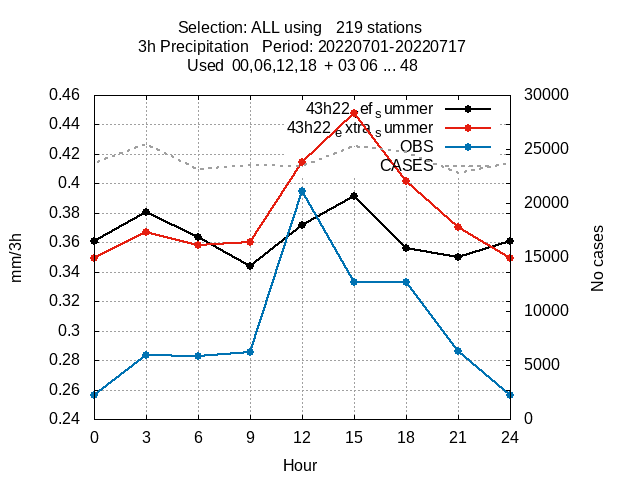 Selection: ALL using 219 stations
3h Precipitation Period: 20220701-20220717
Used 00,06,12,18 + 03 06 ... 48
0.46 30000
43h22_ef_summer
0.44
43h22_extra_summer
0.42 25000
OBS
CASES
0.4
0.38 20000
0.36
mm/3h
0.34 15000
No cases
0.32 10000
0.3
0.28 5000
0.26
0.24 0
0 3 6 9 12 15 18 21 24
Hour